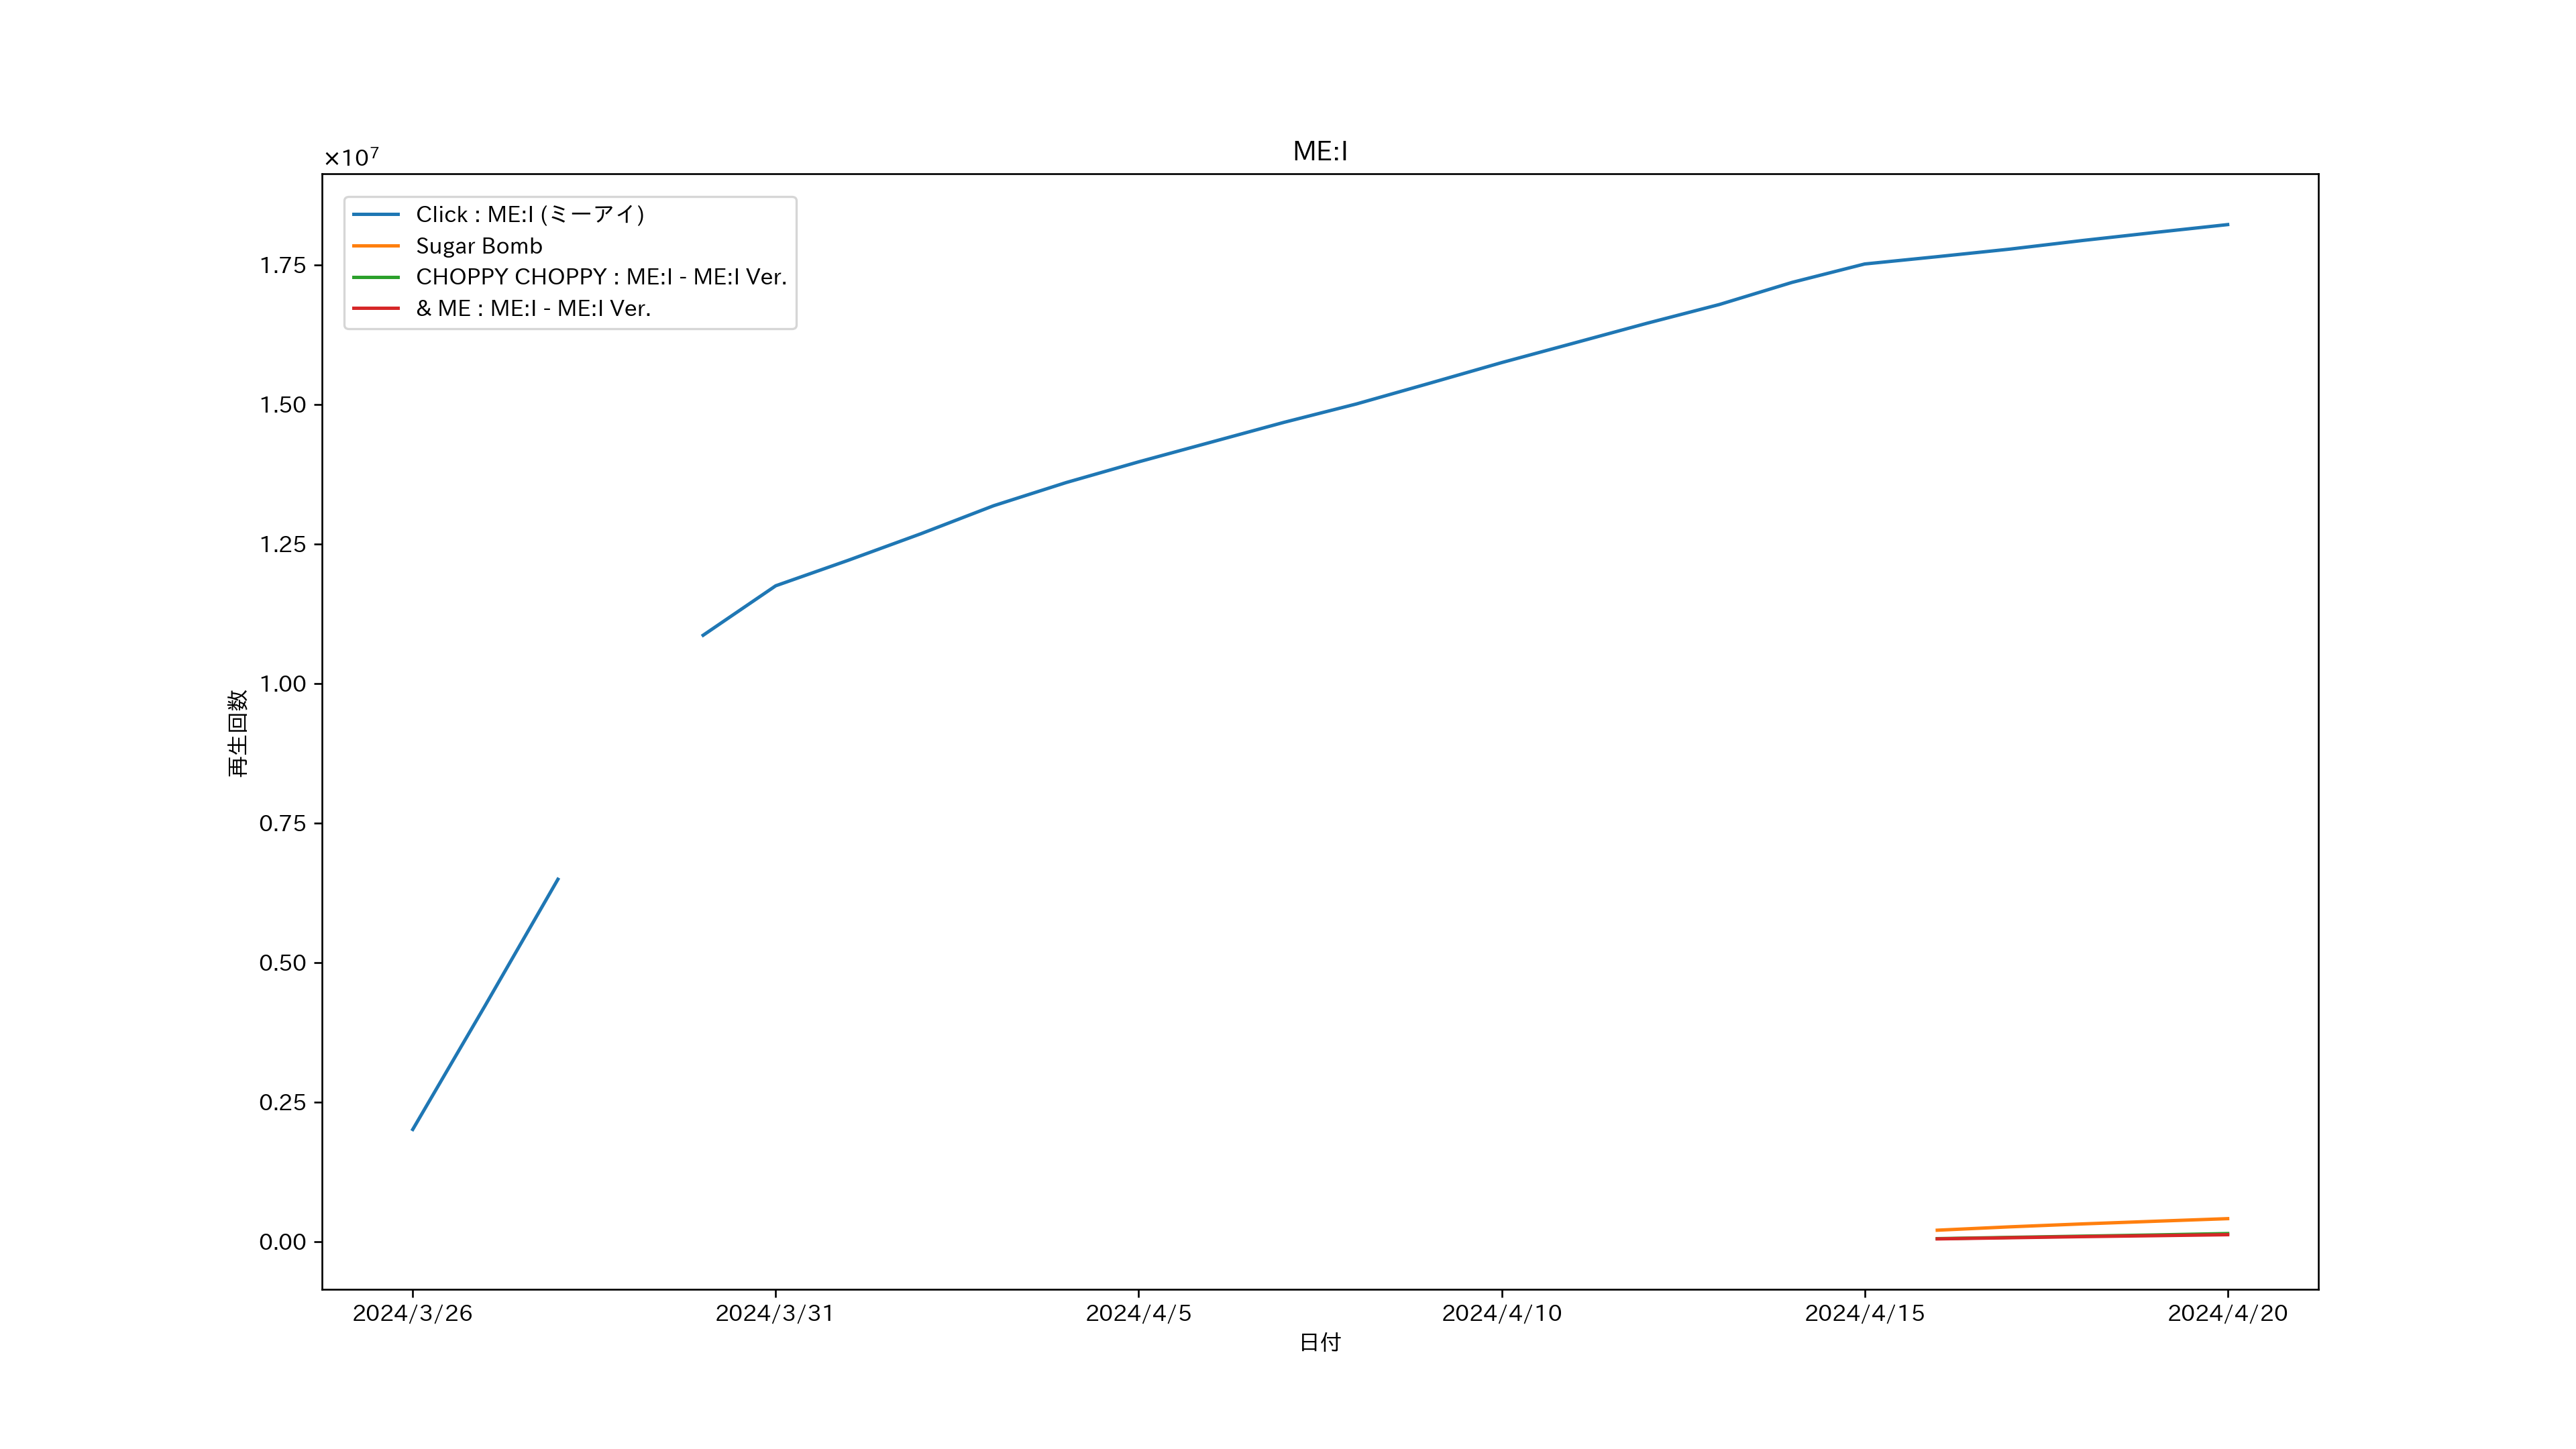 ME:I
×10⁷
Click : ME:I (ミーアイ)
Sugar Bomb
CHOPPY CHOPPY : ME:I - ME:I Ver.
& ME : ME:I - ME:I Ver.
1.75
1.50
1.25
1.00
0.75
0.50
0.25
0.00
再生回数
2024/3/26 2024/3/31 2024/4/5 2024/4/10 2024/4/15 2024/4/20
日付